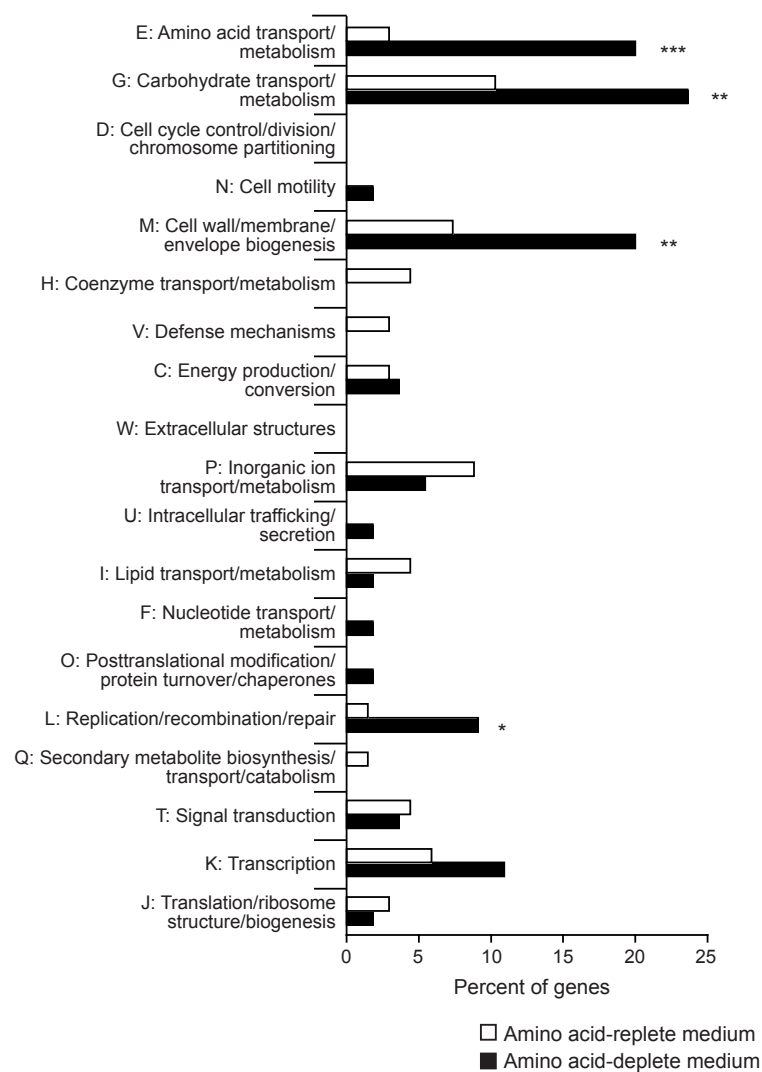 E: Amino acid transport/
metabolism
***
G: Carbohydrate transport/
metabolism
**
D: Cell cycle control/division/
chromosome partitioning
N: Cell motility
M: Cell wall/membrane/
envelope biogenesis
**
H: Coenzyme transport/metabolism
V: Defense mechanisms
C: Energy production/
conversion
W: Extracellular structures
P: Inorganic ion
transport/metabolism
U: Intracellular trafficking/
secretion
I: Lipid transport/metabolism
F: Nucleotide transport/
metabolism
O: Posttranslational modification/
protein turnover/chaperones
L: Replication/recombination/repair
*
Q: Secondary metabolite biosynthesis/
transport/catabolism
T: Signal transduction
K: Transcription
J: Translation/ribosome
structure/biogenesis
0 5 10 15 20 25
Percent of genes
Amino acid-replete medium
Amino acid-deplete medium